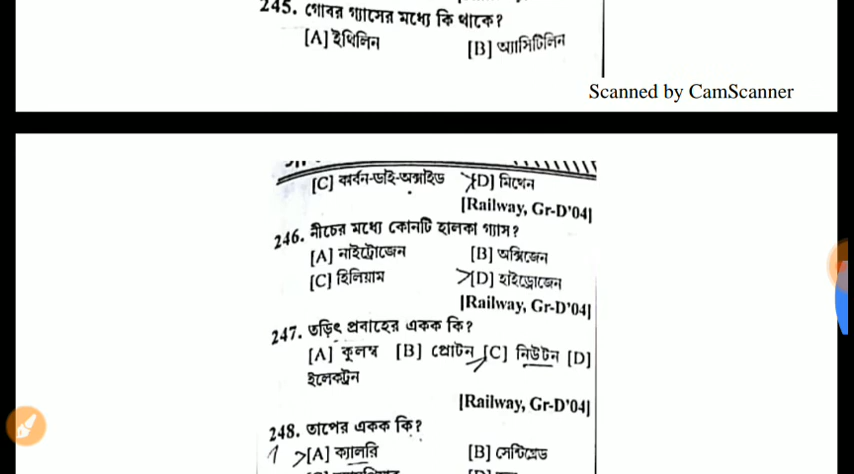 245. গোবর গ্যাসের মধ্যে কি থাকে?
[A] ইথিলিন [B] অ্যাসিটিলিন
Scanned by CamScanner
[C] কার্বন-ডাই-অক্সাইড [D] মিথেন
[Railway, Gr-D'04]
246. নীচের মধ্যে কোনটি হালকা গ্যাস?
[A] নাইট্রোজেন [B] অক্সিজেন
[C] হিলিয়াম [D] হাইড্রোজেন
[Railway, Gr-D'04]
247. তড়িৎ প্রবাহের একক কি?
[A] কুলম্ব [B] প্রোটন [C] নিউটন [D]
ইলেকট্রন
[Railway, Gr-D'04]
248. তাপের একক কি?
[A] ক্যালরি [B] সেন্টিগ্রেড